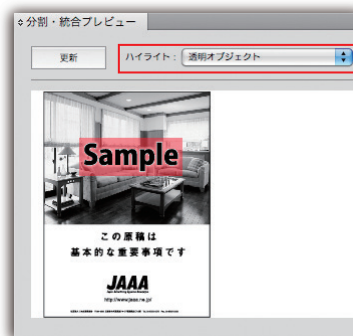 分割・統合プレビュー
更新
ハイライト：
透明オブジェクト
Sample
この原稿は
基本的な重要事項です
JAAA
http://www.jaaa.ne.jp/